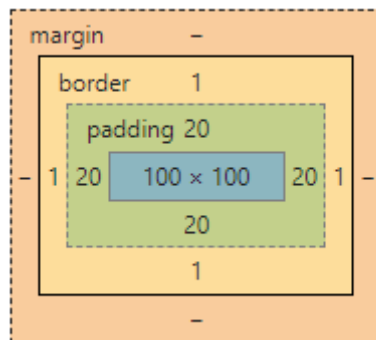 margin –
border 1
padding 20
– 1 20 100 × 100 20 1 –
20
1
–